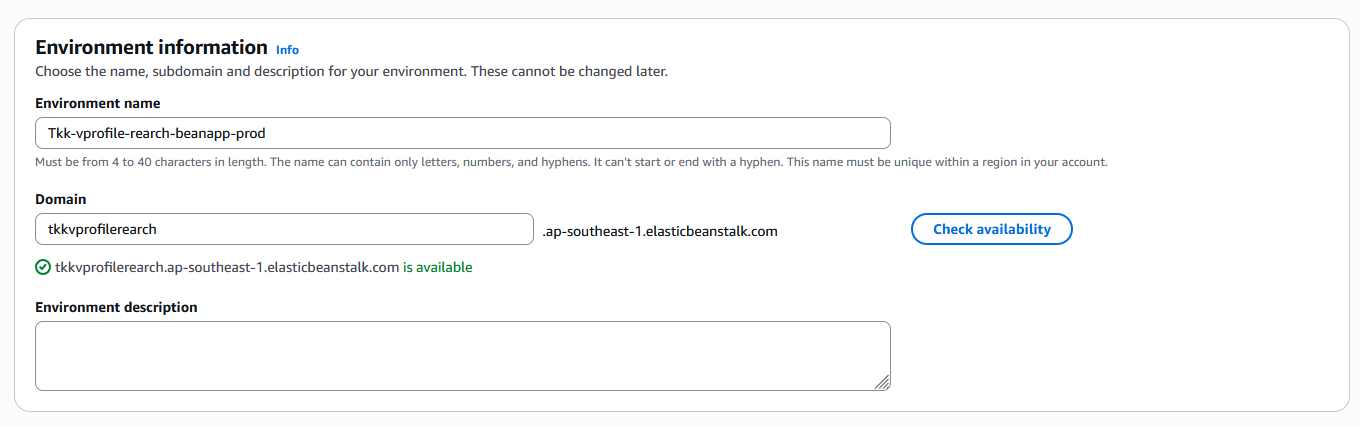 Environment information Info
Choose the name, subdomain and description for your environment. These cannot be changed later.
Environment name
Tkk-vprofile-rearch-beanapp-prod
Must be from 4 to 40 characters in length. The name can contain only letters, numbers, and hyphens. It can't start or end with a hyphen. This name must be unique within a region in your account.
Domain
tkkvprofilerearch .ap-southeast-1.elasticbeanstalk.com Check availability
tkkvprofilerearch.ap-southeast-1.elasticbeanstalk.com is available
Environment description